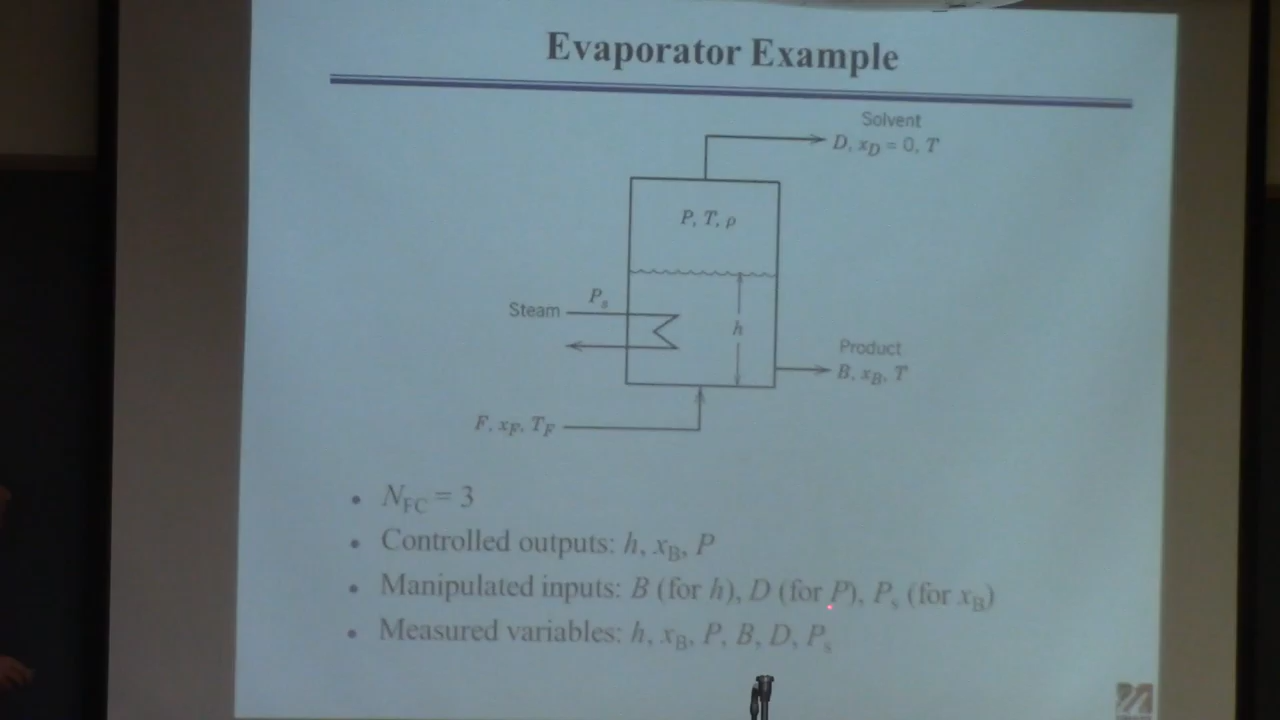 Evaporator Example
Solvent
D, x_D = 0, T
P, T, ρ
P_s
Steam
h
Product
B, x_B, T
F, x_F, T_F
• N_FC = 3
• Controlled outputs: h, x_B, P
• Manipulated inputs: B (for h), D (for P), P_s (for x_B)
• Measured variables: h, x_B, P, B, D, P_s